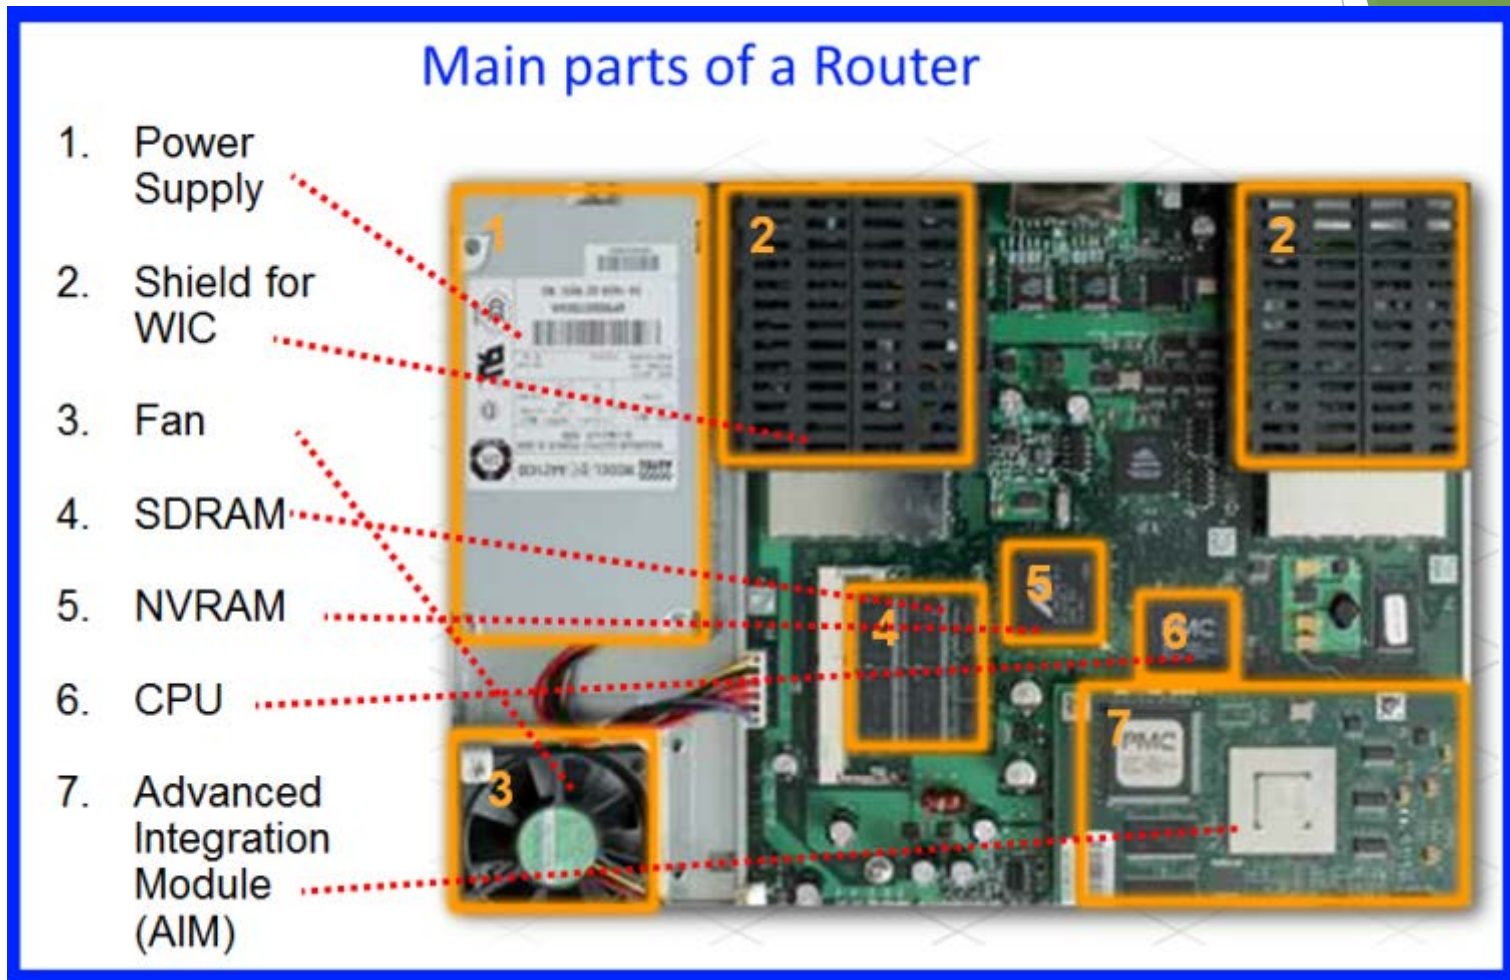 Main parts of a Router
1. Power
Supply
2. Shield for
WIC
3. Fan
4. SDRAM
5. NVRAM
6. CPU
7. Advanced
Integration
Module
(AIM)
1
2
2
3
4
5
6
7
PMC